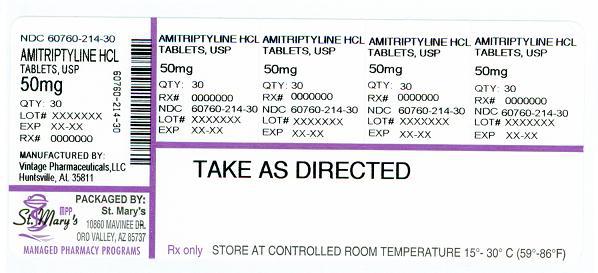 NDC 60760-214-30
AMITRIPTYLINE HCL
TABLETS, USP
50mg
QTY: 30
LOT# XXXXXXX
EXP XX-XX
RX# 0000000
60760-214-30
MANUFACTURED BY:
Vintage Pharmaceuticals,LLC
Huntsville, AL 35811
AMITRIPTYLINE HCL
TABLETS, USP
50mg
QTY: 30
RX# 0000000
NDC 60760-214-30
LOT# XXXXXXX
EXP XX-XX
AMITRIPTYLINE HCL
TABLETS, USP
50mg
QTY: 30
RX# 0000000
NDC 60760-214-30
LOT# XXXXXXX
EXP XX-XX
AMITRIPTYLINE HCL
TABLETS, USP
50mg
QTY: 30
RX# 0000000
NDC 60760-214-30
LOT# XXXXXXX
EXP XX-XX
AMITRIPTYLINE HCL
TABLETS, USP
50mg
QTY: 30
RX# 0000000
NDC 60760-214-30
LOT# XXXXXXX
EXP XX-XX
TAKE AS DIRECTED
MPP
St. Mary's
PACKAGED BY:
St. Mary's
10860 MAVINEE DR.
ORO VALLEY, AZ 85737
MANAGED PHARMACY PROGRAMS
Rx only STORE AT CONTROLLED ROOM TEMPERATURE 15°- 30° C (59°-86°F)